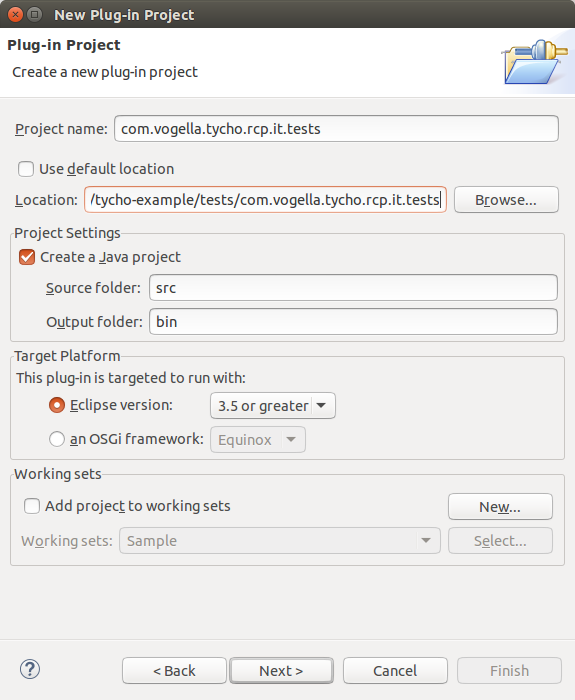 New Plug-in Project
Plug-in Project
Create a new plug-in project
Project name: com.vogella.tycho.rcp.it.tests
Use default location
Location: /tycho-example/tests/com.vogella.tycho.rcp.it.tests Browse...
Project Settings
Create a Java project
Source folder: src
Output folder: bin
Target Platform
This plug-in is targeted to run with:
Eclipse version: 3.5 or greater
an OSGi framework: Equinox
Working sets
Add project to working sets New...
Working sets: Sample Select...
? < Back Next > Cancel Finish